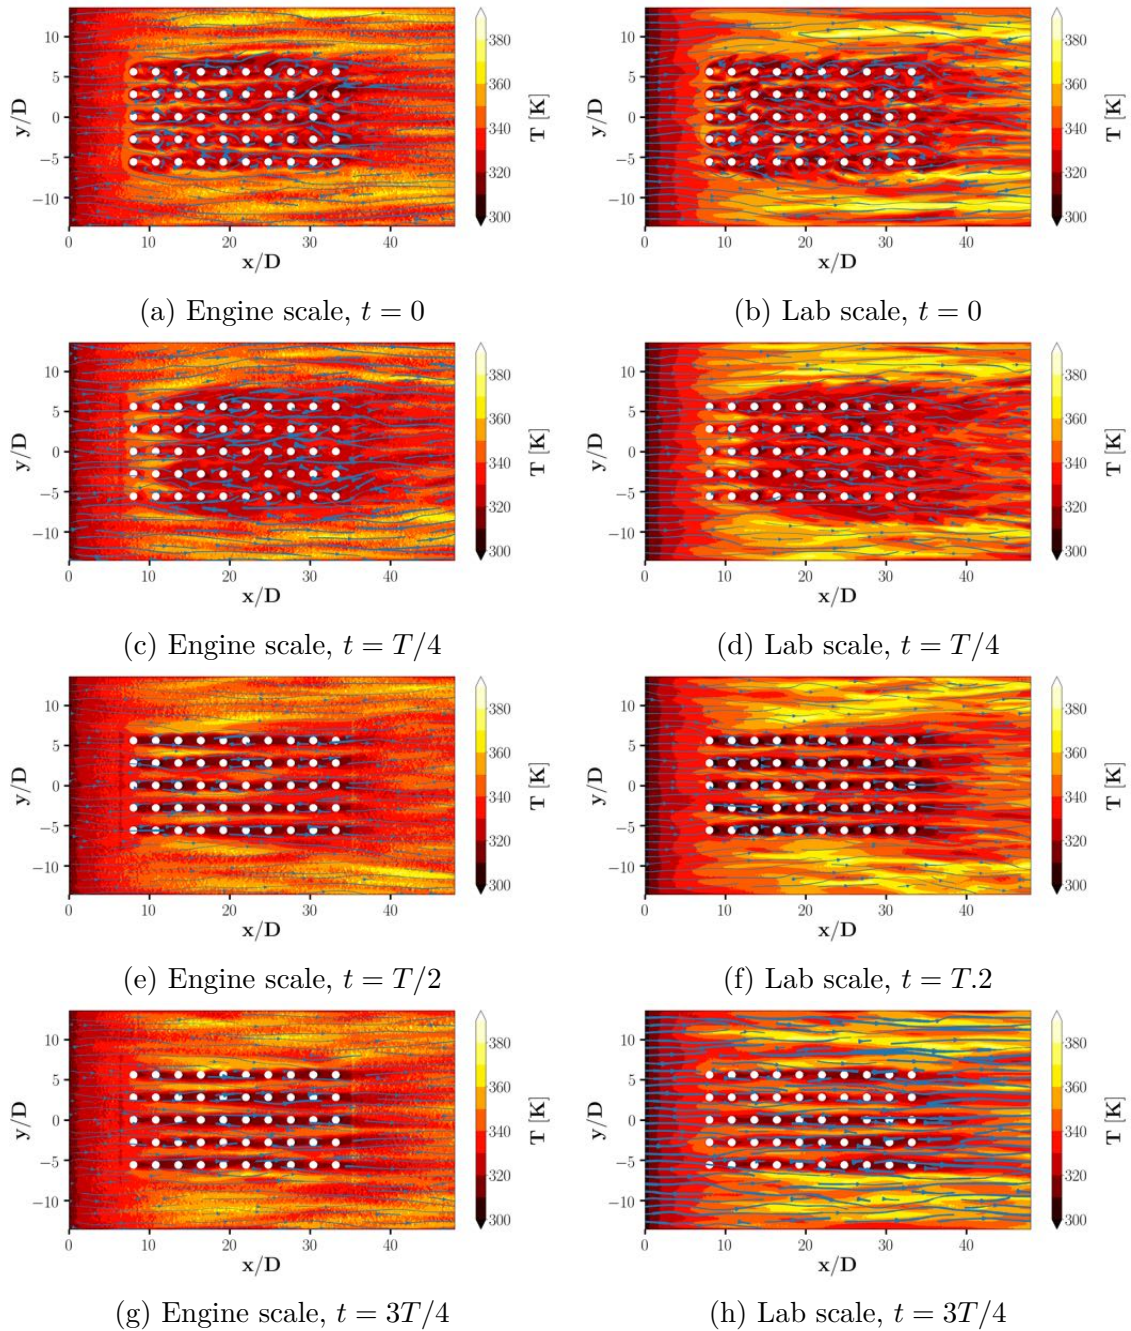 10
5
0
−5
−10
y/D
0 10 20 30 40
x/D
380
360
340
320
300
T [K]
10
5
0
−5
−10
y/D
0 10 20 30 40
x/D
380
360
340
320
300
T [K]
(a) Engine scale, t = 0
(b) Lab scale, t = 0
10
5
0
−5
−10
y/D
0 10 20 30 40
x/D
380
360
340
320
300
T [K]
10
5
0
−5
−10
y/D
0 10 20 30 40
x/D
380
360
340
320
300
T [K]
(c) Engine scale, t = T/4
(d) Lab scale, t = T/4
10
5
0
−5
−10
y/D
0 10 20 30 40
x/D
380
360
340
320
300
T [K]
10
5
0
−5
−10
y/D
0 10 20 30 40
x/D
380
360
340
320
300
T [K]
(e) Engine scale, t = T/2
(f) Lab scale, t = T.2
10
5
0
−5
−10
y/D
0 10 20 30 40
x/D
380
360
340
320
300
T [K]
10
5
0
−5
−10
y/D
0 10 20 30 40
x/D
380
360
340
320
300
T [K]
(g) Engine scale, t = 3T/4
(h) Lab scale, t = 3T/4